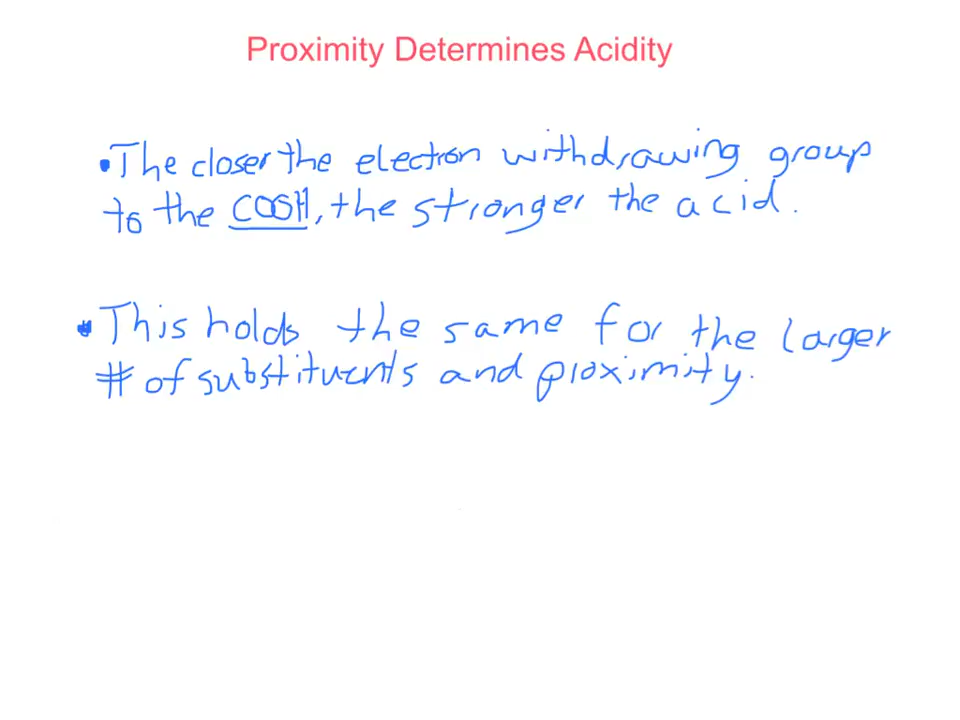 Proximity Determines Acidity
• The closer the electron withdrawing group
to the COOH, the stronger the acid.
• This holds the same for the larger
# of substituents and proximity.